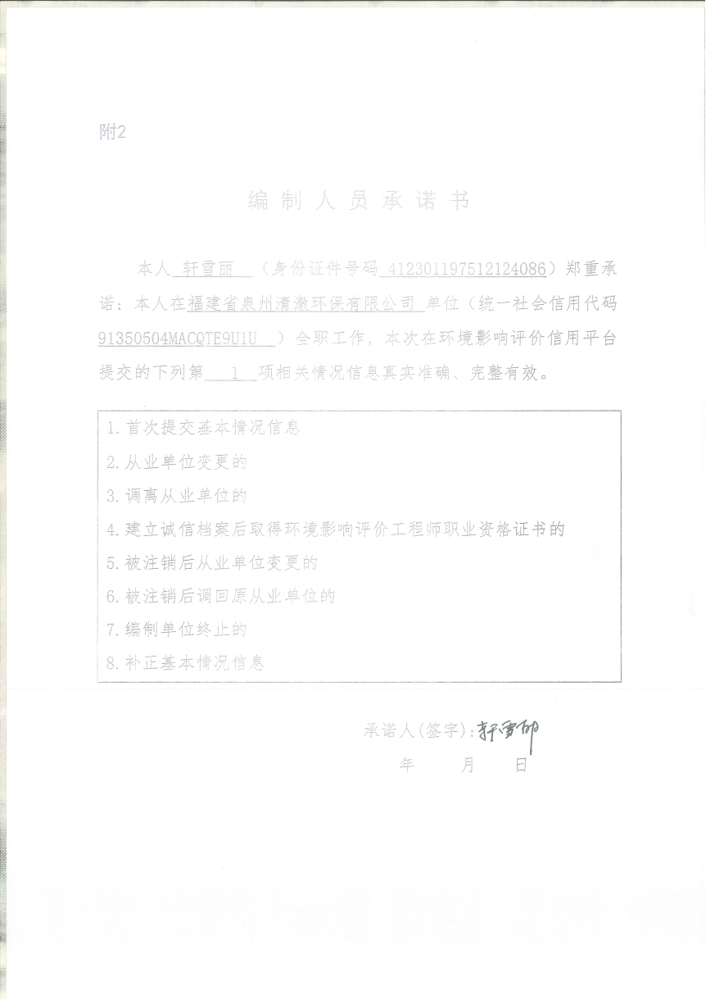 附2
编制人员承诺书
本人 轩雪丽 （身份证件号码 412301197512124086）郑重承
诺：本人在福建省泉州清澈环保有限公司 单位（统一社会信用代码
91350504MACQTE9U1U ）全职工作，本次在环境影响评价信用平台
提交的下列第 1 项相关情况信息真实准确、完整有效。
1.首次提交基本情况信息
2.从业单位变更的
3.调离从业单位的
4.建立诚信档案后取得环境影响评价工程师职业资格证书的
5.被注销后从业单位变更的
6.被注销后调回原从业单位的
7.编制单位终止的
8.补正基本情况信息
承诺人(签字):轩雪丽
年 月 日